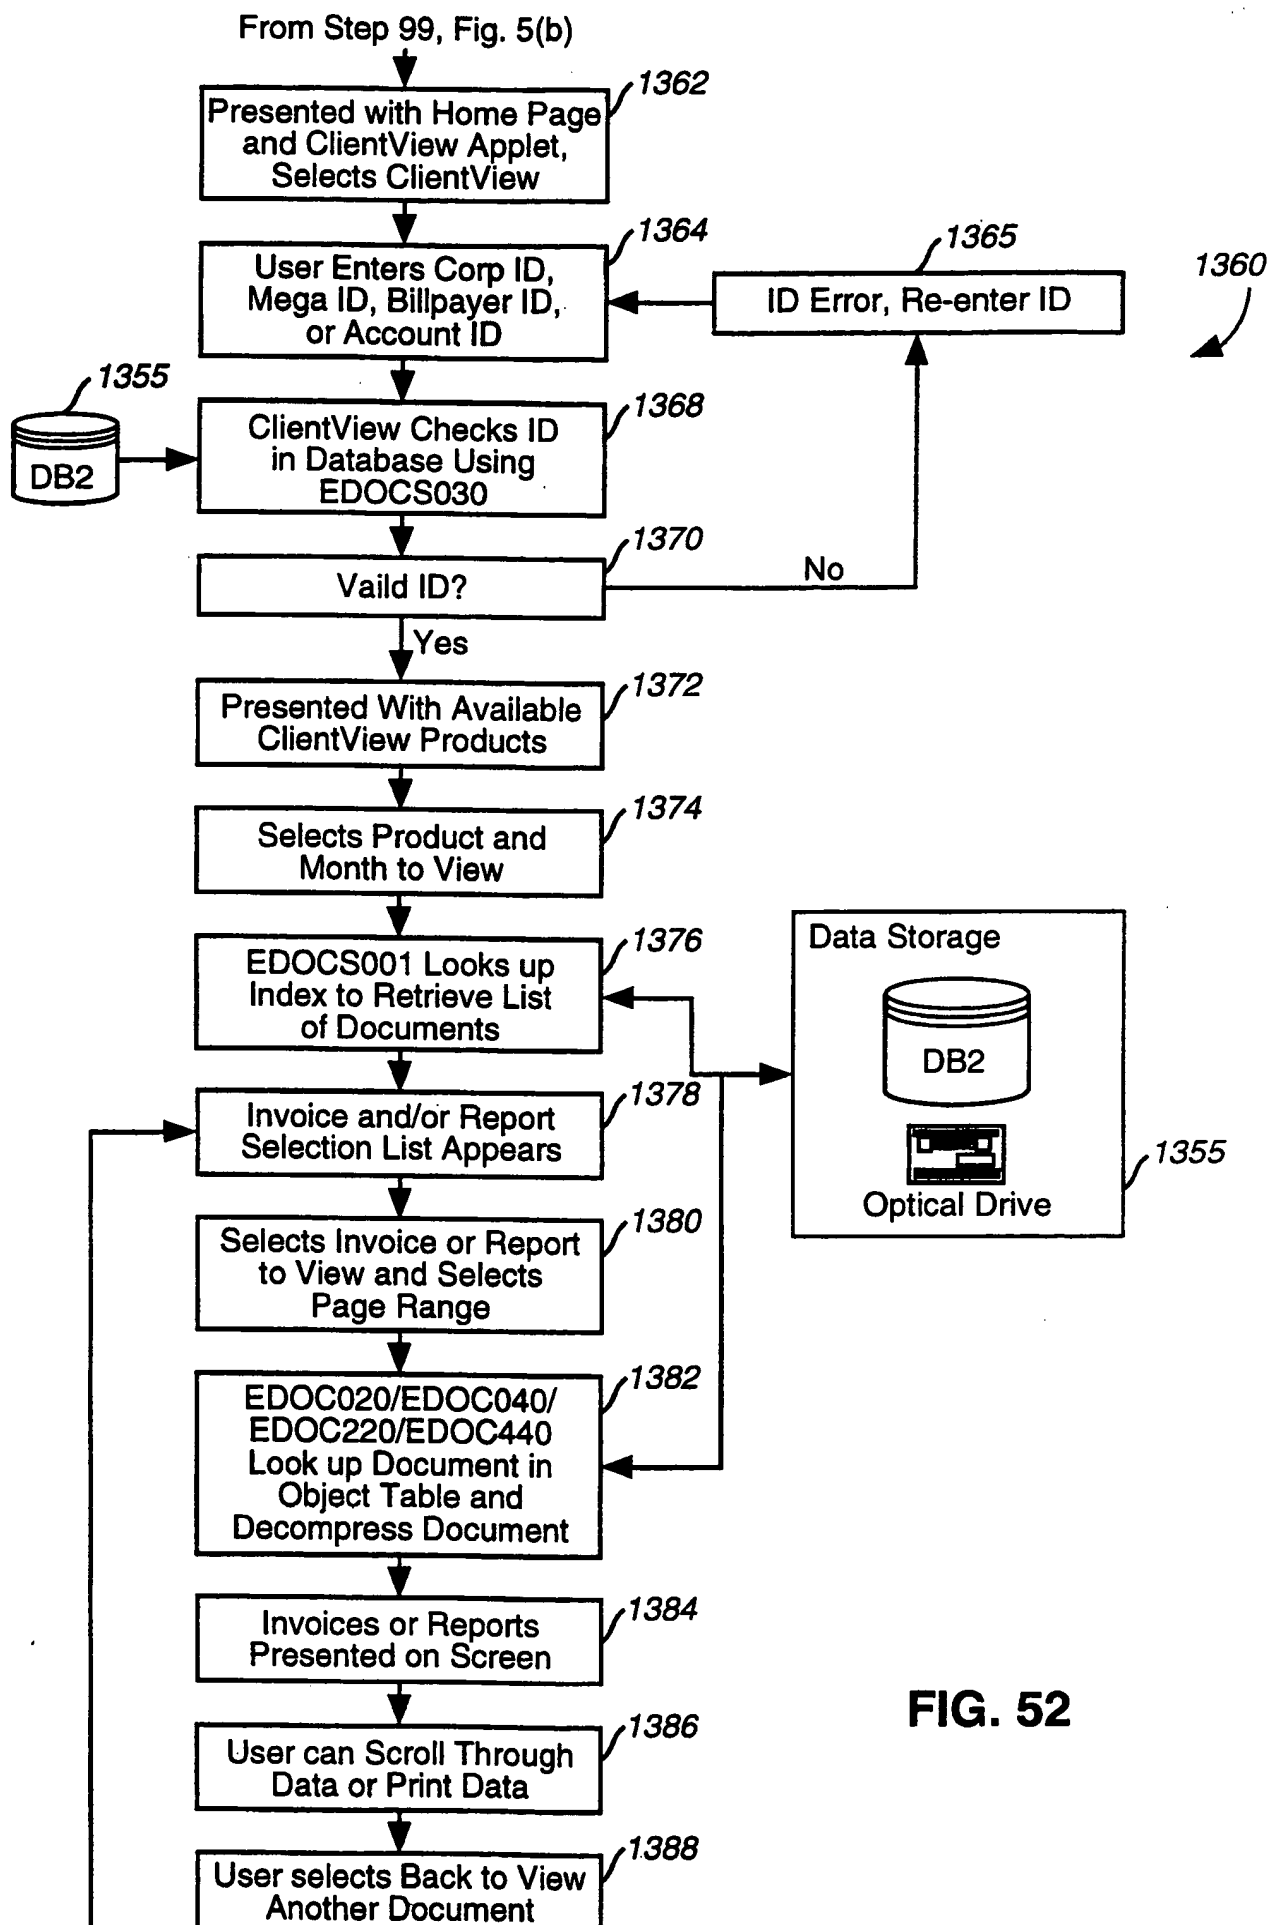 From Step 99, Fig. 5(b)
1362
Presented with Home Page
and ClientView Applet,
Selects ClientView
1364
User Enters Corp ID,
Mega ID, Billpayer ID,
or Account ID
1365
ID Error, Re-enter ID
1360
1355
DB2
1368
ClientView Checks ID
in Database Using
EDOCS030
1370
Vaild ID?
No
Yes
1372
Presented With Available
ClientView Products
1374
Selects Product and
Month to View
1376
EDOCS001 Looks up
Index to Retrieve List
of Documents
Data Storage
DB2
Optical Drive
1355
1378
Invoice and/or Report
Selection List Appears
1380
Selects Invoice or Report
to View and Selects
Page Range
1382
EDOC020/EDOC040/
EDOC220/EDOC440
Look up Document in
Object Table and
Decompress Document
1384
Invoices or Reports
Presented on Screen
1386
User can Scroll Through
Data or Print Data
1388
User selects Back to View
Another Document
FIG. 52